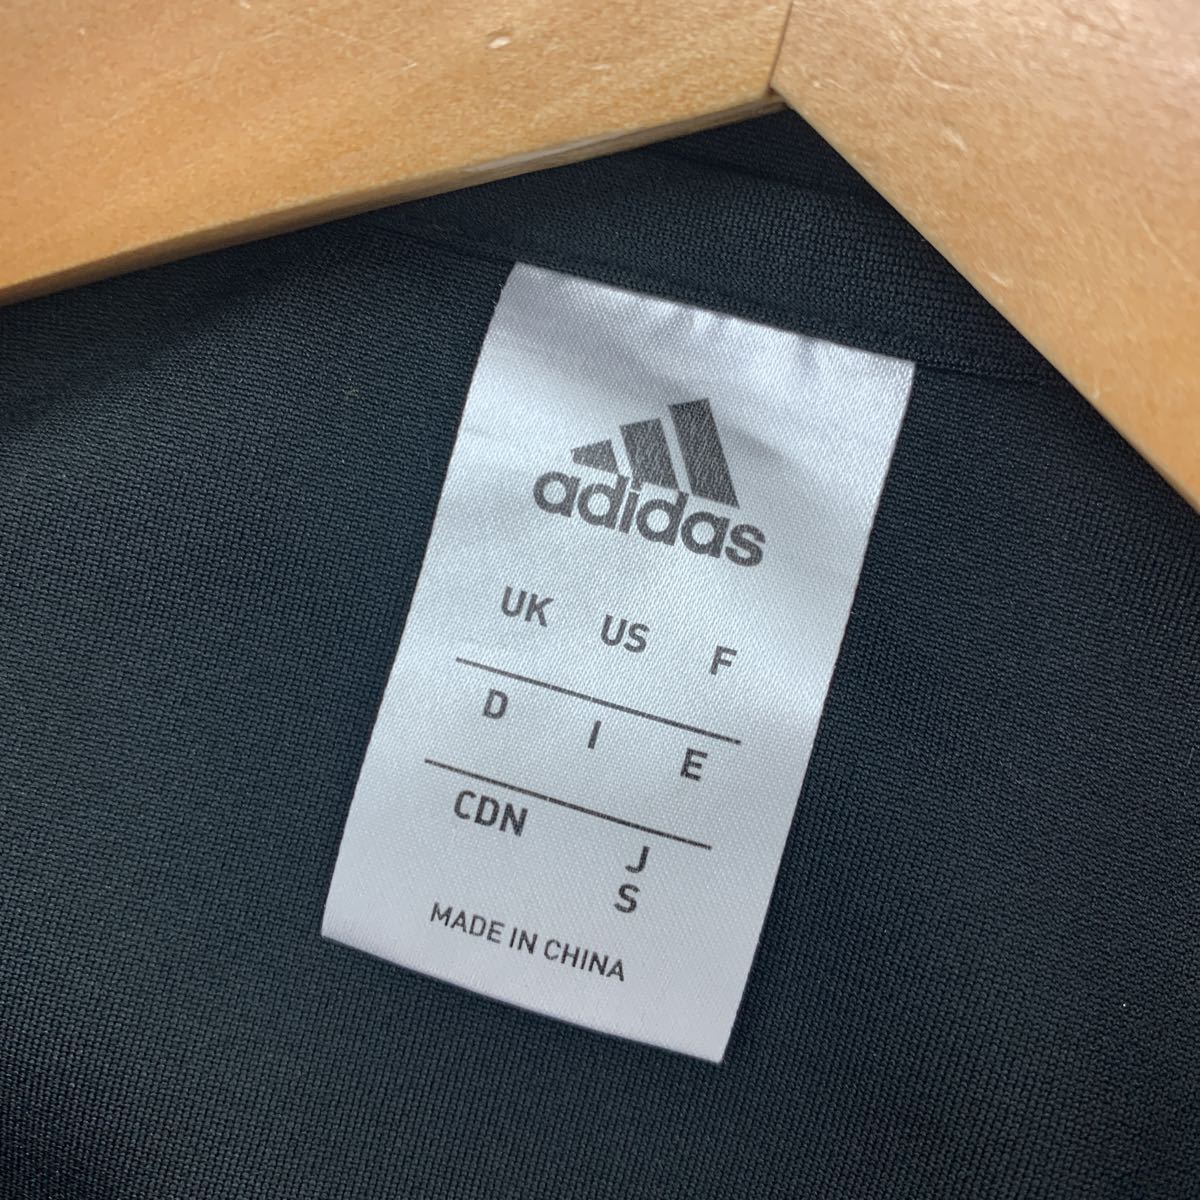 adidas
UK US F
D I E
CDN J
S
MADE IN CHINA